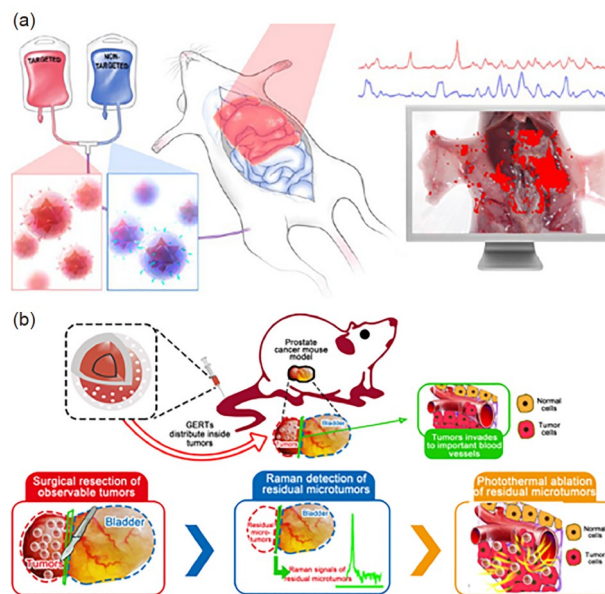 (a)
TARGETED
NON-
TARGETED
(b)
Prostate
cancer mouse
model
GERTs
distribute inside
tumors
Tumors
Bladder
Tumors invades to
important blood
vessels
Normal
cells
Tumor
cells
Surgical resection of
observable tumors
Tumors
Bladder
Raman detection of
residual microtumors
Residual
micro-
tumors
Bladder
Raman signals of
residual microtumors
Photothermal ablation
of residual microtumors
Normal
cells
Tumor
cells